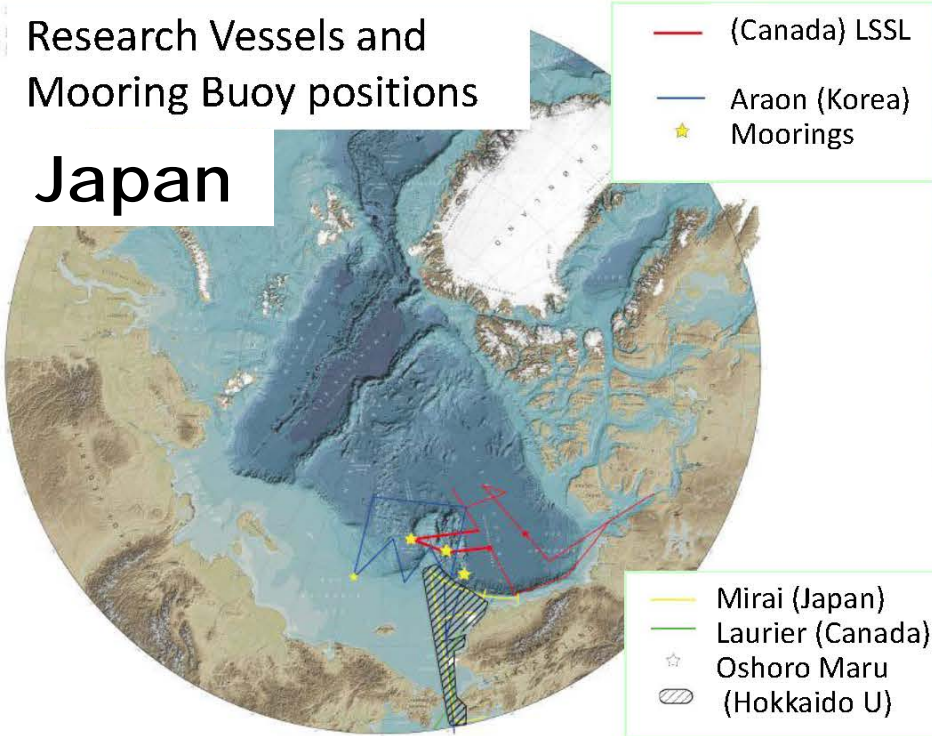 Research Vessels and
Mooring Buoy positions
Japan
(Canada) LSSL
Araon (Korea)
Moorings
GREENLAND
Mirai (Japan)
Laurier (Canada)
Oshoro Maru
(Hokkaido U)